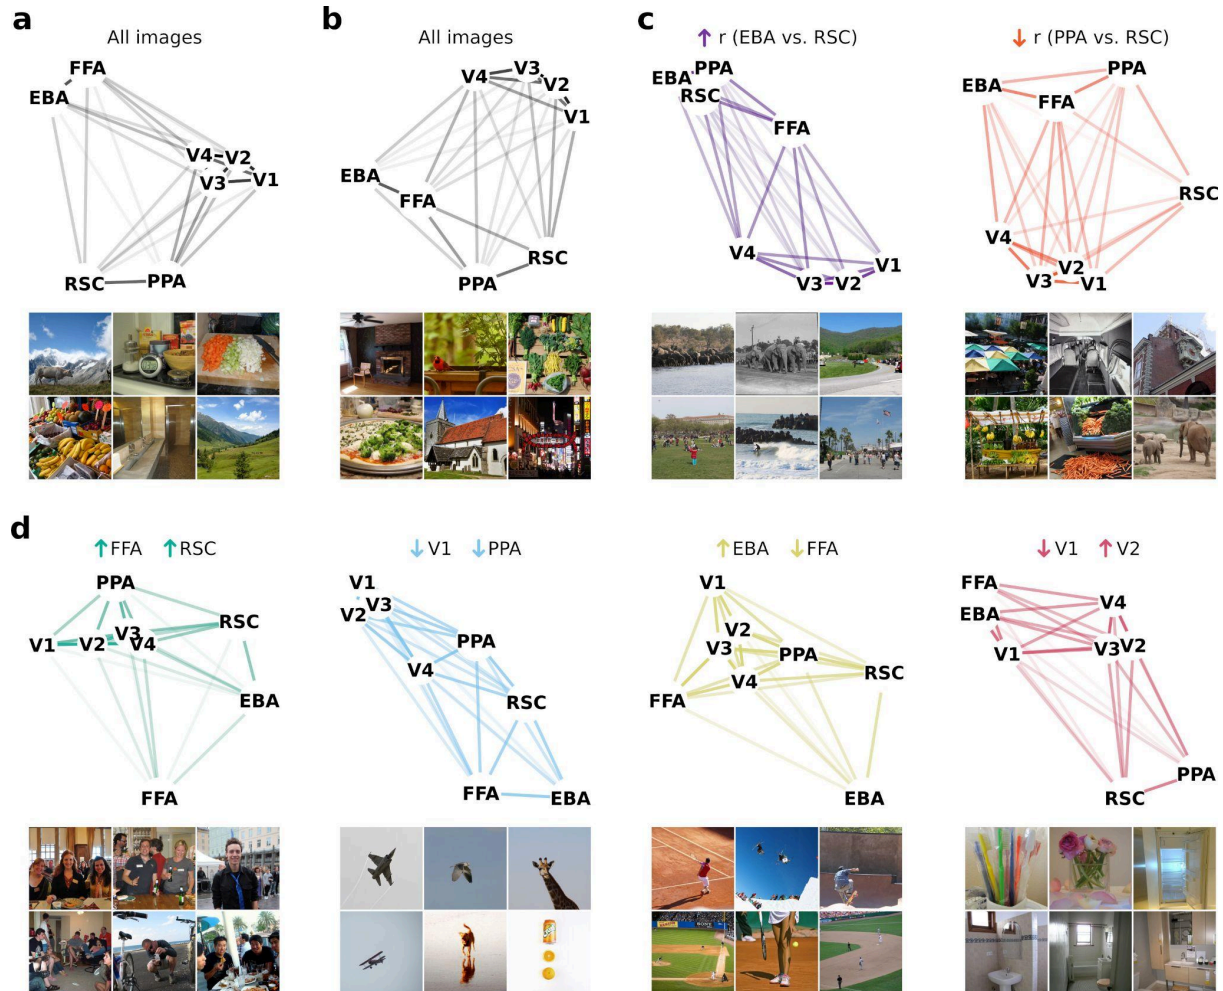 a
All images
FFA
EBA
V4
V2
V3
V1
RSC
PPA
b
All images
V4
V3
V2
V1
EBA
FFA
RSC
PPA
c
↑ r (EBA vs. RSC)
PPA
EBA
RSC
FFA
V4
V1
V3
V2
↓ r (PPA vs. RSC)
PPA
EBA
FFA
RSC
V4
V2
V3
V1
d
↑FFA ↑RSC
PPA
RSC
V3
V1
V2
V4
EBA
FFA
↓V1 ↓PPA
V1
V3
V2
PPA
V4
RSC
FFA
EBA
↑EBA ↓FFA
V1
V2
V3
PPA
RSC
V4
FFA
EBA
↓V1 ↑V2
FFA
V4
EBA
V3
V2
V1
PPA
RSC